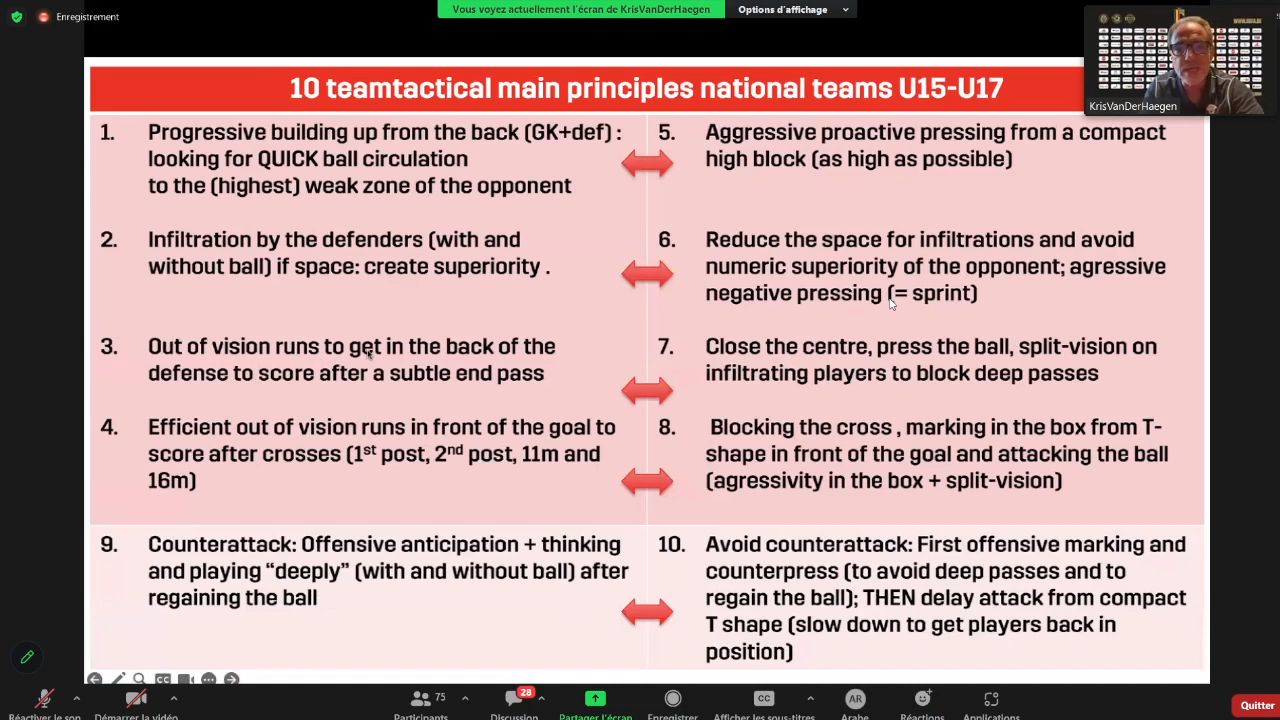 Enregistrement
Vous voyez actuellement l'écran de KrisVanDerHaegen
Options d'affichage
KrisVanDerHaegen
10 teamtactical main principles national teams U15-U17
1. Progressive building up from the back (GK+def) :
looking for QUICK ball circulation
to the (highest) weak zone of the opponent
5. Aggressive proactive pressing from a compact
high block (as high as possible)
2. Infiltration by the defenders (with and
without ball) if space: create superiority .
6. Reduce the space for infiltrations and avoid
numeric superiority of the opponent; agressive
negative pressing (= sprint)
3. Out of vision runs to get in the back of the
defense to score after a subtle end pass
7. Close the centre, press the ball, split-vision on
infiltrating players to block deep passes
4. Efficient out of vision runs in front of the goal to
score after crosses (1st post, 2nd post, 11m and
16m)
8. Blocking the cross , marking in the box from T-
shape in front of the goal and attacking the ball
(agressivity in the box + split-vision)
9. Counterattack: Offensive anticipation + thinking
and playing “deeply” (with and without ball) after
regaining the ball
10. Avoid counterattack: First offensive marking and
counterpress (to avoid deep passes and to
regain the ball); THEN delay attack from compact
T shape (slow down to get players back in
position)
CC
75
28
CC
AR
Réactiver le son
Démarrer la vidéo
Participants
Discussion
Partager l'écran
Enregistrer
Afficher les sous-titres
Arabe
Réactions
Applications
Quitter